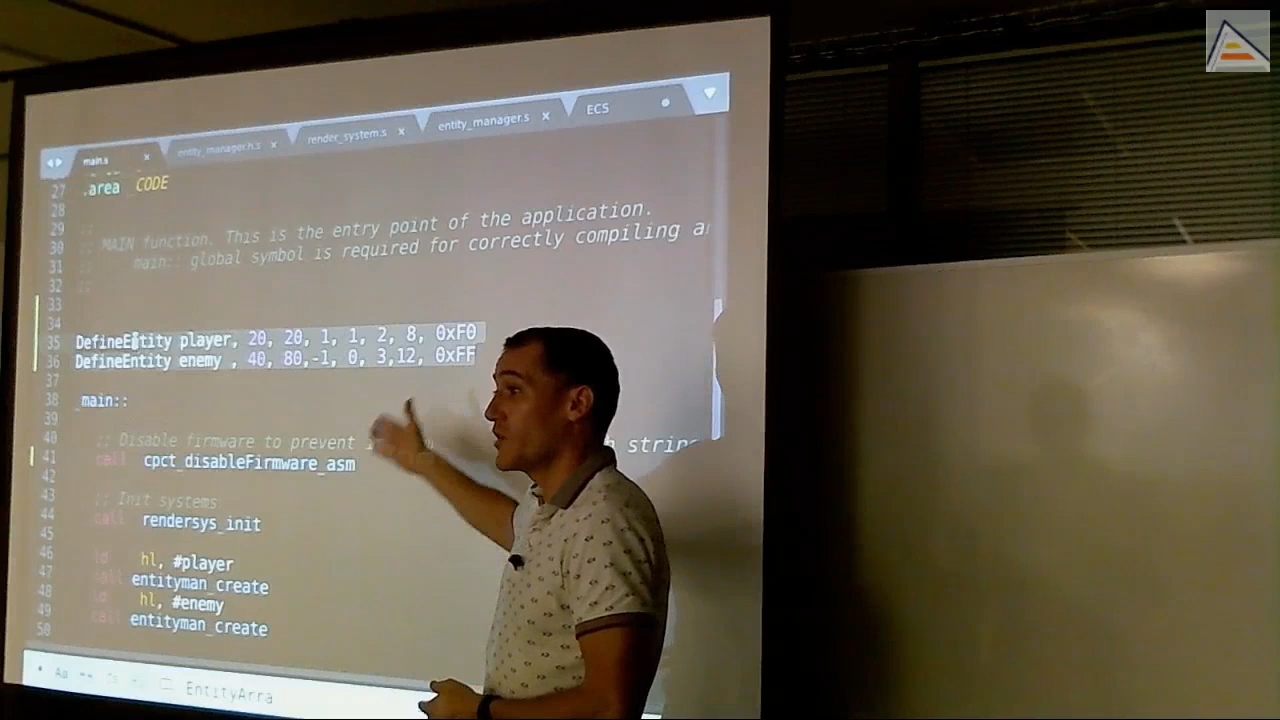 main.s × entity_manager.h.s × render_system.s × entity_manager.s × ECS
27 .area _CODE
28
29 ;;
30 ;; MAIN function. This is the entry point of the application.
31 ;; _main:: global symbol is required for correctly compiling
32 ;;
33
34
35 DefineEntity player, 20, 20, 1, 1, 2, 8, 0xF0
36 DefineEntity enemy , 40, 80,-1, 0, 3,12, 0xFF
37
38 _main::
39
40 ;; Disable firmware to prevent
41 call cpct_disableFirmware_asm
42
43 ;; Init systems
44 call rendersys_init
45
46 ld hl, #player
47 call entityman_create
48 ld hl, #enemy
49 call entityman_create
50
Aa EntityArra